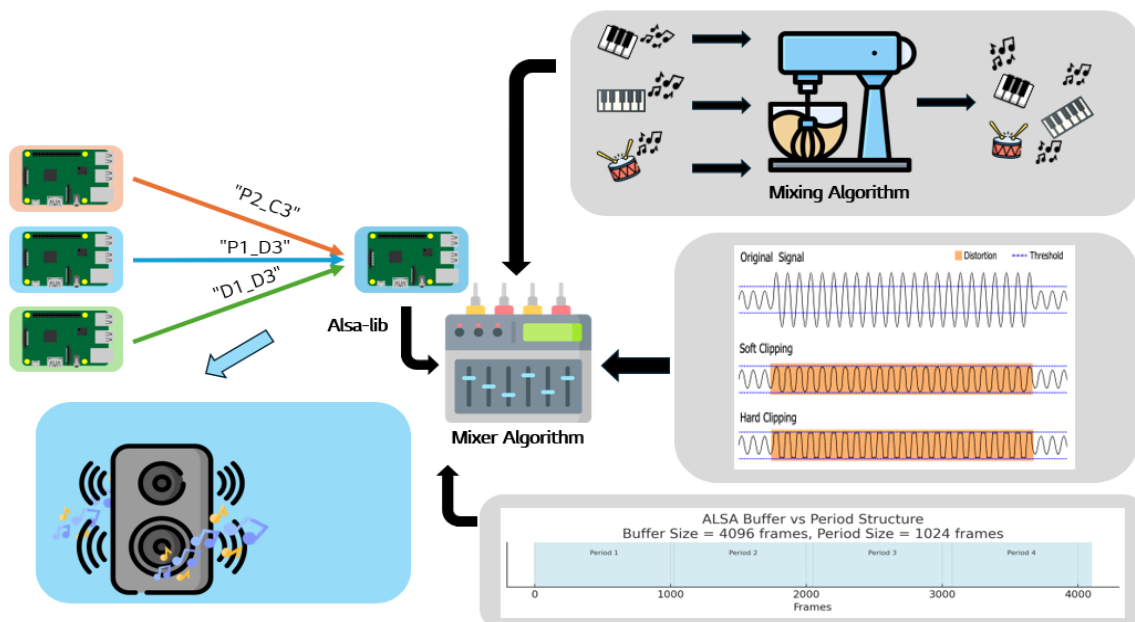 Mixing Algorithm
"P2_C3"
"P1_D3"
"D1_D3"
Alsa-lib
Mixer Algorithm
Original Signal
Distortion
Threshold
Soft Clipping
Hard Clipping
ALSA Buffer vs Period Structure
Buffer Size = 4096 frames, Period Size = 1024 frames
Period 1 Period 2 Period 3 Period 4
0 1000 2000 3000 4000
Frames